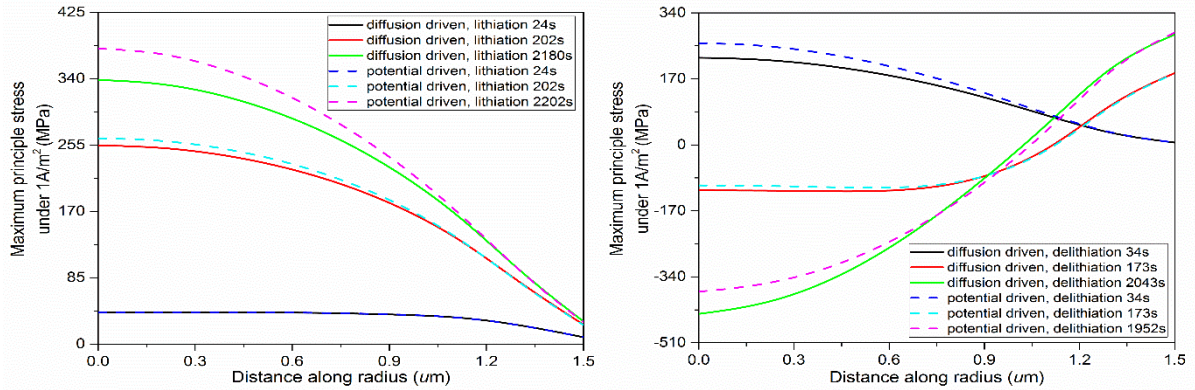 Maximum principle stress
under 1A/m² (MPa)
425
340
255
170
85
0
diffusion driven, lithiation 24s
diffusion driven, lithiation 202s
diffusion driven, lithiation 2180s
potential driven, lithiation 24s
potential driven, lithiation 202s
potential driven, lithiation 2202s
0.0 0.3 0.6 0.9 1.2 1.5
Distance along radius (um)
Maximum principle stress
under 1A/m² (MPa)
340
170
0
-170
-340
-510
diffusion driven, delithiation 34s
diffusion driven, delithiation 173s
diffusion driven, delithiation 2043s
potential driven, delithiation 34s
potential driven, delithiation 173s
potential driven, delithiation 1952s
0.0 0.3 0.6 0.9 1.2 1.5
Distance along radius (um)